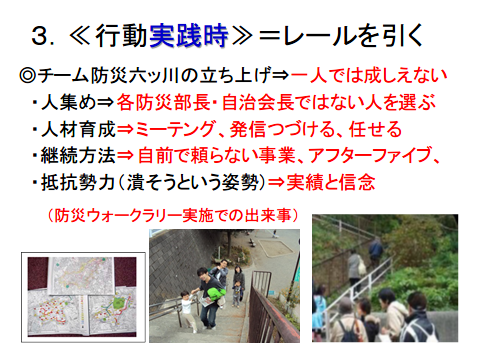 ３．≪行動実践時≫＝レールを引く
◎チーム防災六ッ川の立ち上げ⇒一人では成しえない
・人集め⇒各防災部長・自治会長ではない人を選ぶ
・人材育成⇒ミーテング、発信つづける、任せる
・継続方法⇒自前で頼らない事業、アフターファイブ、
・抵抗勢力（潰そうという姿勢）⇒実績と信念
（防災ウォークラリー実施での出来事）